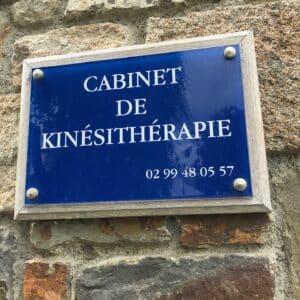 CABINET
DE
KINÉSITHÉRAPIE
02 99 48 05 57